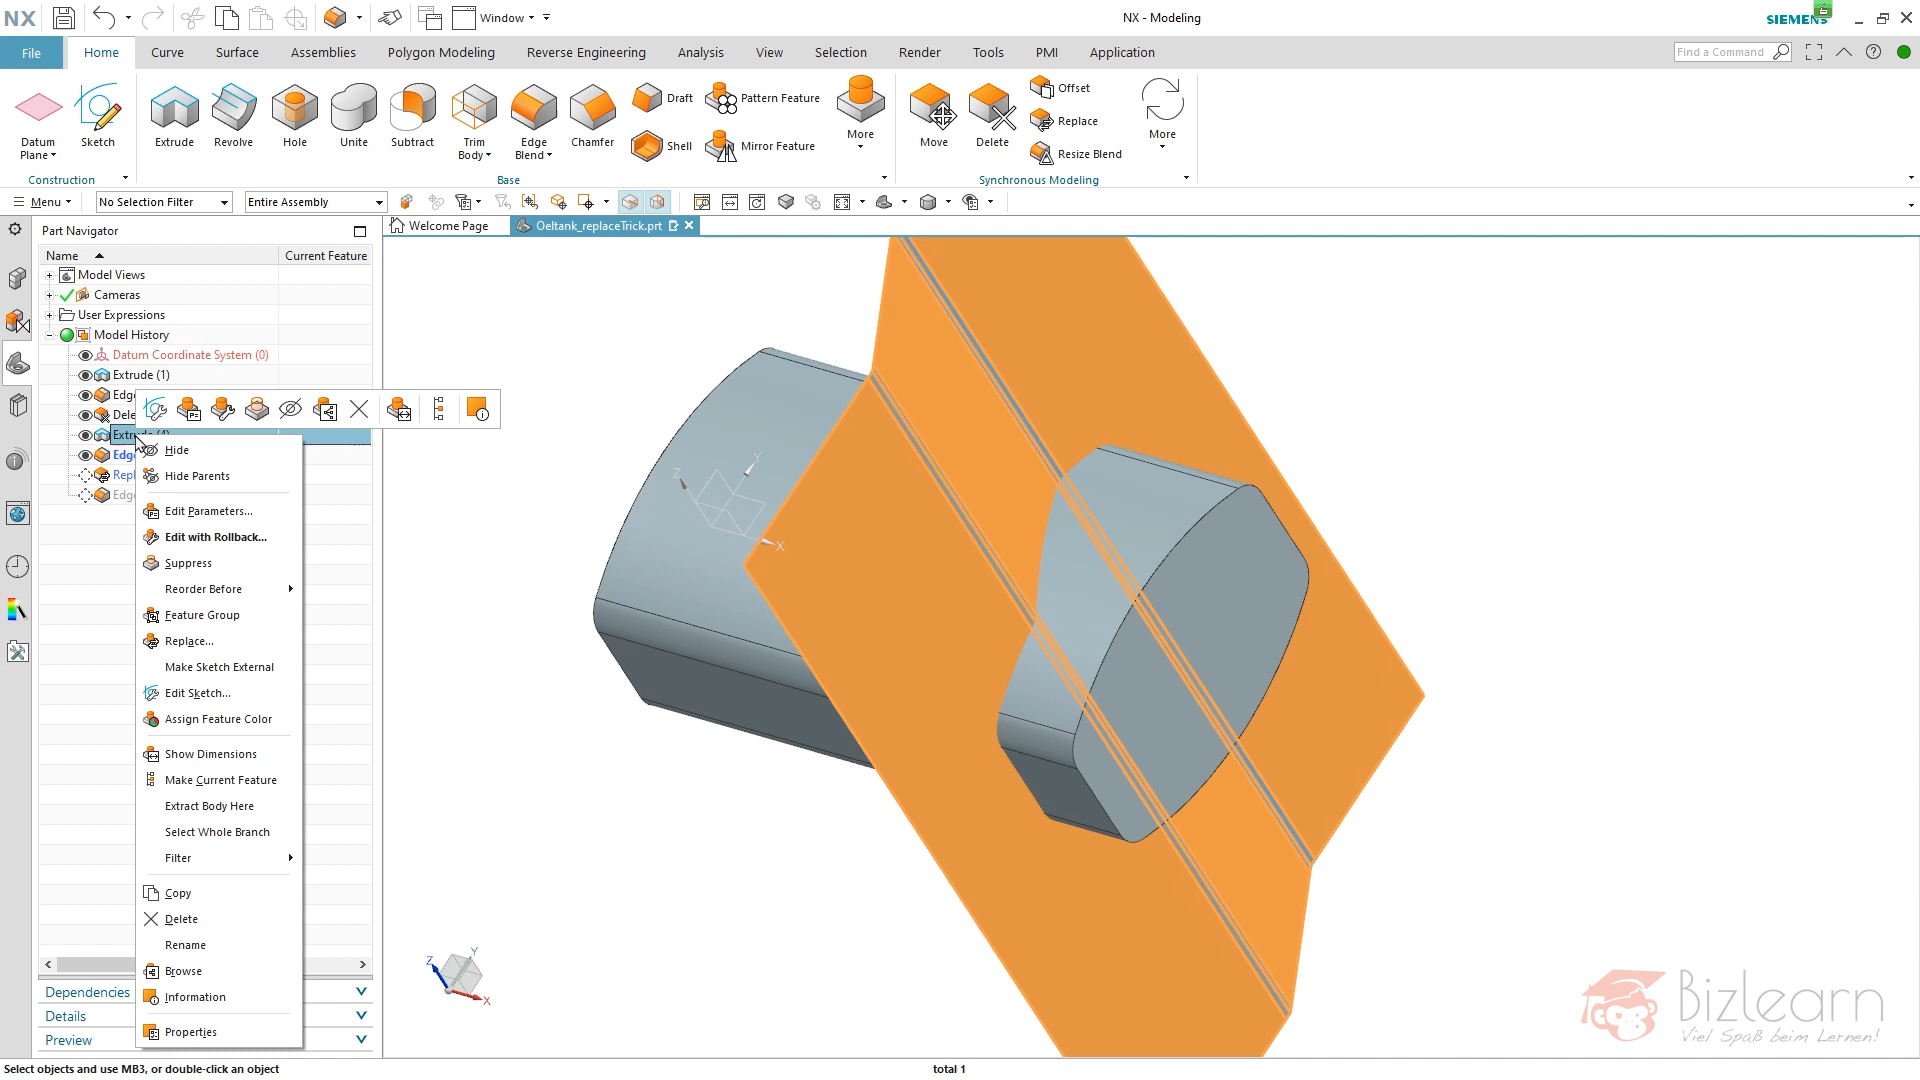 NX
Window
NX - Modeling
SIEMENS
File
Home
Curve
Surface
Assemblies
Polygon Modeling
Reverse Engineering
Analysis
View
Selection
Render
Tools
PMI
Application
Find a Command
Datum Plane
Sketch
Extrude
Revolve
Hole
Unite
Subtract
Trim Body
Edge Blend
Chamfer
Draft
Shell
Pattern Feature
Mirror Feature
More
Move
Delete
Offset
Replace
Resize Blend
More
Construction
Base
Synchronous Modeling
Menu
No Selection Filter
Entire Assembly
Part Navigator
Welcome Page
Oeltank_replaceTrick.prt
Name
Current Feature
Model Views
Cameras
User Expressions
Model History
Datum Coordinate System (0)
Extrude (1)
Edg
Dele
Extrude (4)
Edg
Repl
Edg
Hide
Hide Parents
Edit Parameters...
Edit with Rollback...
Suppress
Reorder Before
Feature Group
Replace...
Make Sketch External
Edit Sketch...
Assign Feature Color
Show Dimensions
Make Current Feature
Extract Body Here
Select Whole Branch
Filter
Copy
Delete
Rename
Browse
Information
Properties
Dependencies
Details
Preview
Z
Y
X
Z
Y
X
Bizlearn
Viel Spaß beim Lernen!
Select objects and use MB3, or double-click an object
total 1